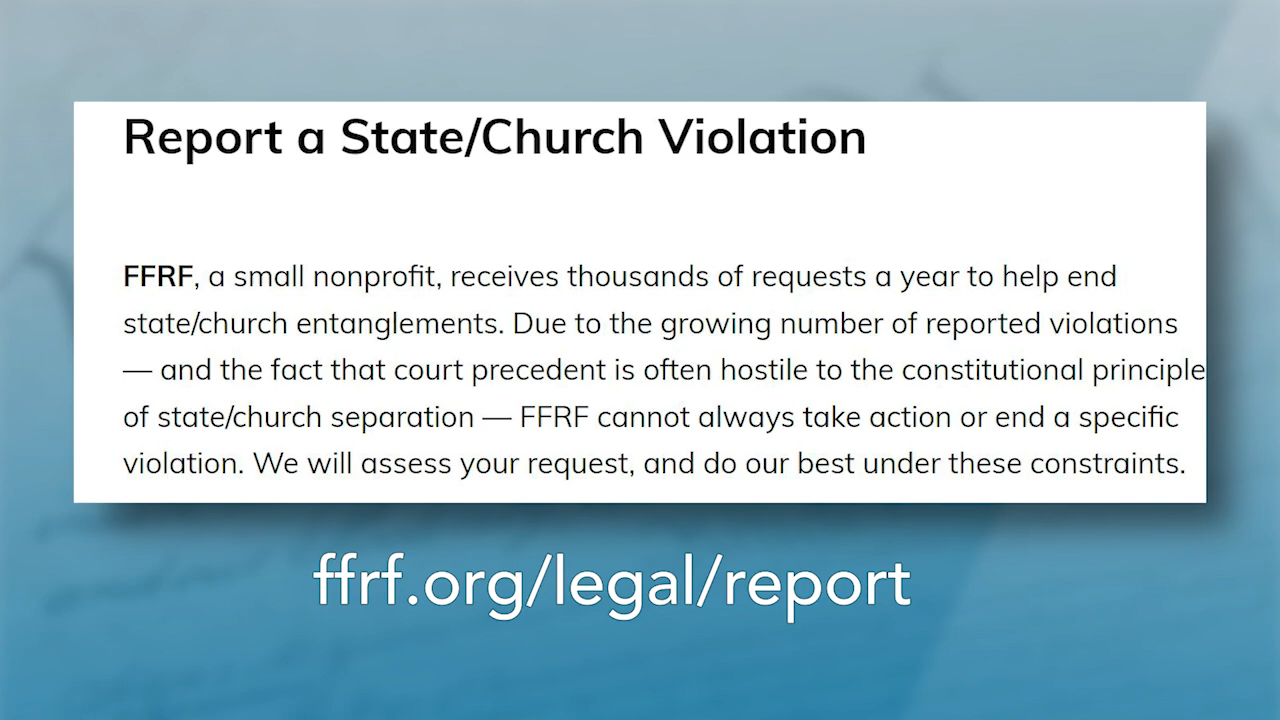 Report a State/Church Violation
FFRF, a small nonprofit, receives thousands of requests a year to help end
state/church entanglements. Due to the growing number of reported violations
— and the fact that court precedent is often hostile to the constitutional principle
of state/church separation — FFRF cannot always take action or end a specific
violation. We will assess your request, and do our best under these constraints.
ffrf.org/legal/report